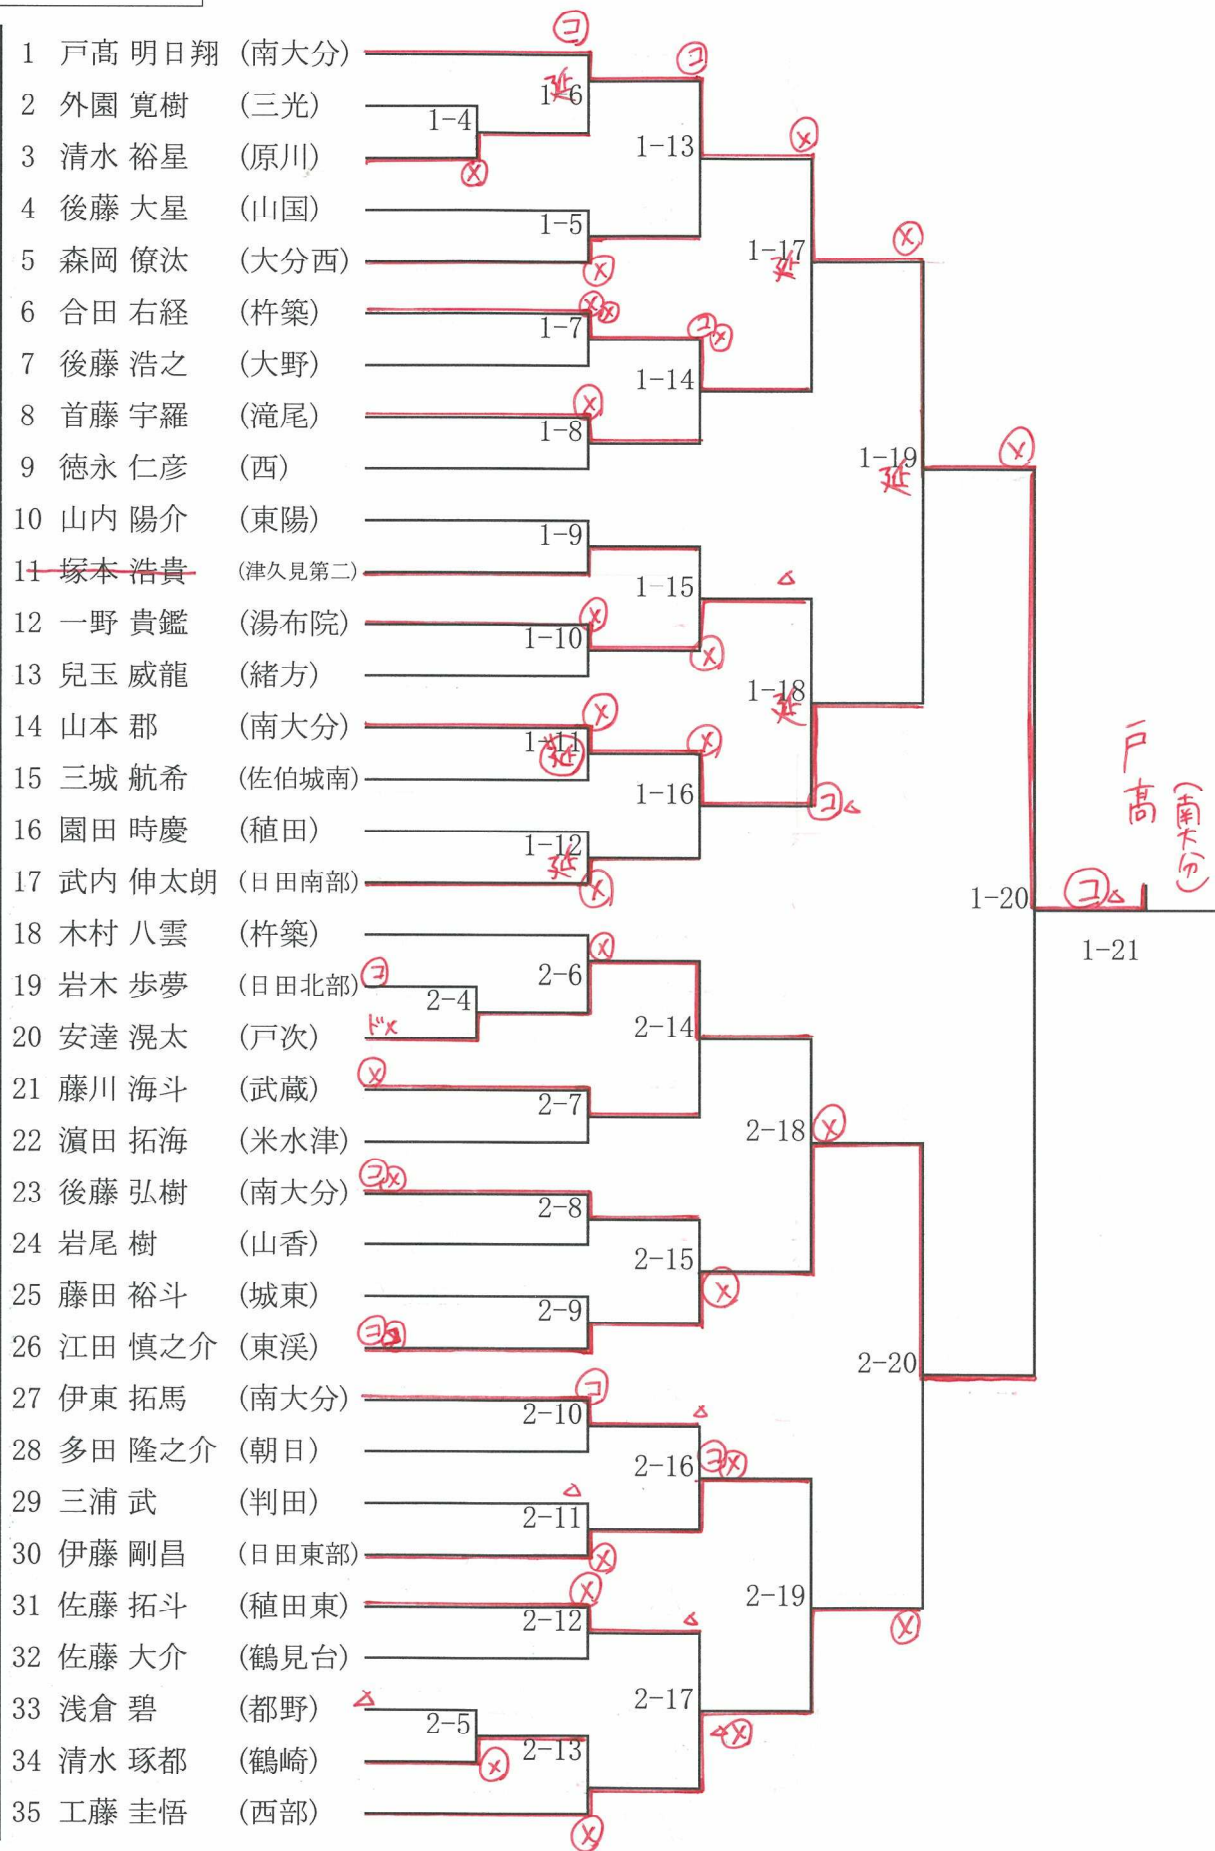 1 戸髙 明日翔 (南大分)
2 外園 寛樹 (三光)
3 清水 裕星 (原川)
4 後藤 大星 (山国)
5 森岡 僚汰 (大分西)
6 合田 右経 (杵築)
7 後藤 浩之 (大野)
8 首藤 宇羅 (滝尾)
9 徳永 仁彦 (西)
10 山内 陽介 (東陽)
11 塚本 浩貴 (津久見第二)
12 一野 貴鑑 (湯布院)
13 兒玉 威龍 (緒方)
14 山本 郡 (南大分)
15 三城 航希 (佐伯城南)
16 園田 時慶 (稙田)
17 武内 伸太朗 (日田南部)
18 木村 八雲 (杵築)
19 岩木 歩夢 (日田北部)
20 安達 滉太 (戸次)
21 藤川 海斗 (武蔵)
22 濵田 拓海 (米水津)
23 後藤 弘樹 (南大分)
24 岩尾 樹 (山香)
25 藤田 裕斗 (城東)
26 江田 慎之介 (東渓)
27 伊東 拓馬 (南大分)
28 多田 隆之介 (朝日)
29 三浦 武 (判田)
30 伊藤 剛昌 (日田東部)
31 佐藤 拓斗 (稙田東)
32 佐藤 大介 (鶴見台)
33 浅倉 碧 (都野)
34 清水 琢都 (鶴崎)
35 工藤 圭悟 (西部)
1-4
2-4
2-5
1-6 延
1-5
1-7
1-8
1-9
1-10
1-11 延
1-12 延
2-6
2-7
2-8
2-9
2-10
2-11
2-12
2-13
1-13
1-14
1-15
1-16
2-14
2-15
2-16
2-17
1-17 延
1-18 延
2-18
2-19
1-19 延
2-20
1-20
1-21
戸髙
(南大分)